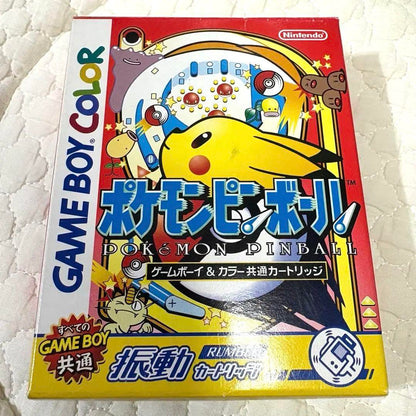 Nintendo
GAME BOY COLOR
ポケモンピンボール
TM
POKéMON PINBALL
ゲームボーイ & カラー共通カートリッジ
すべての
GAME BOY
共通
振動
RUMBLE
カートリッジ